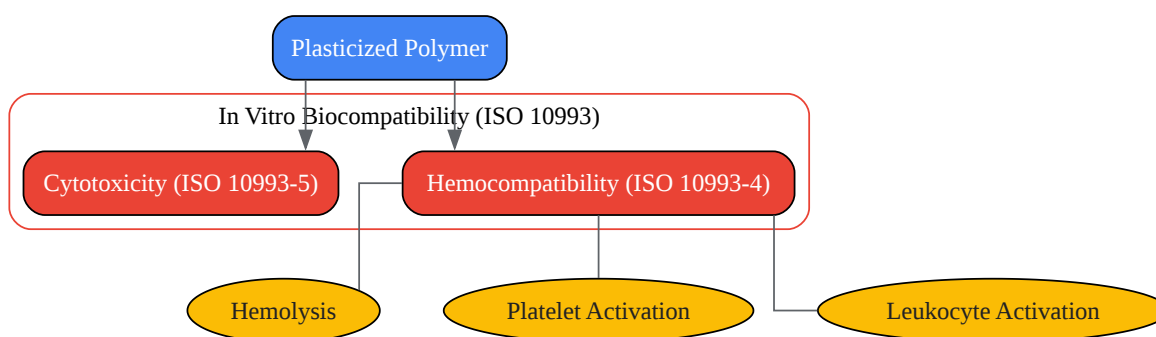 Plasticized Polymer
In Vitro Biocompatibility (ISO 10993)
Cytotoxicity (ISO 10993-5)
Hemocompatibility (ISO 10993-4)
Hemolysis
Platelet Activation
Leukocyte Activation